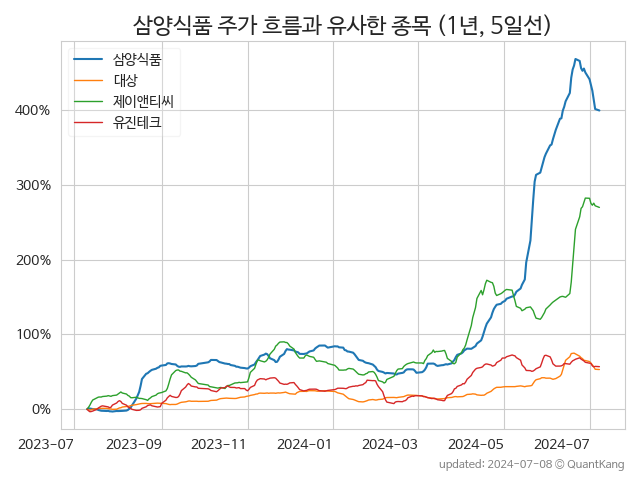 삼양식품 주가 흐름과 유사한 종목 (1년, 5일선)
삼양식품
대상
제이앤티씨
유진테크
400%
300%
200%
100%
0%
2023-07 2023-09 2023-11 2024-01 2024-03 2024-05 2024-07
updated: 2024-07-08 © QuantKang